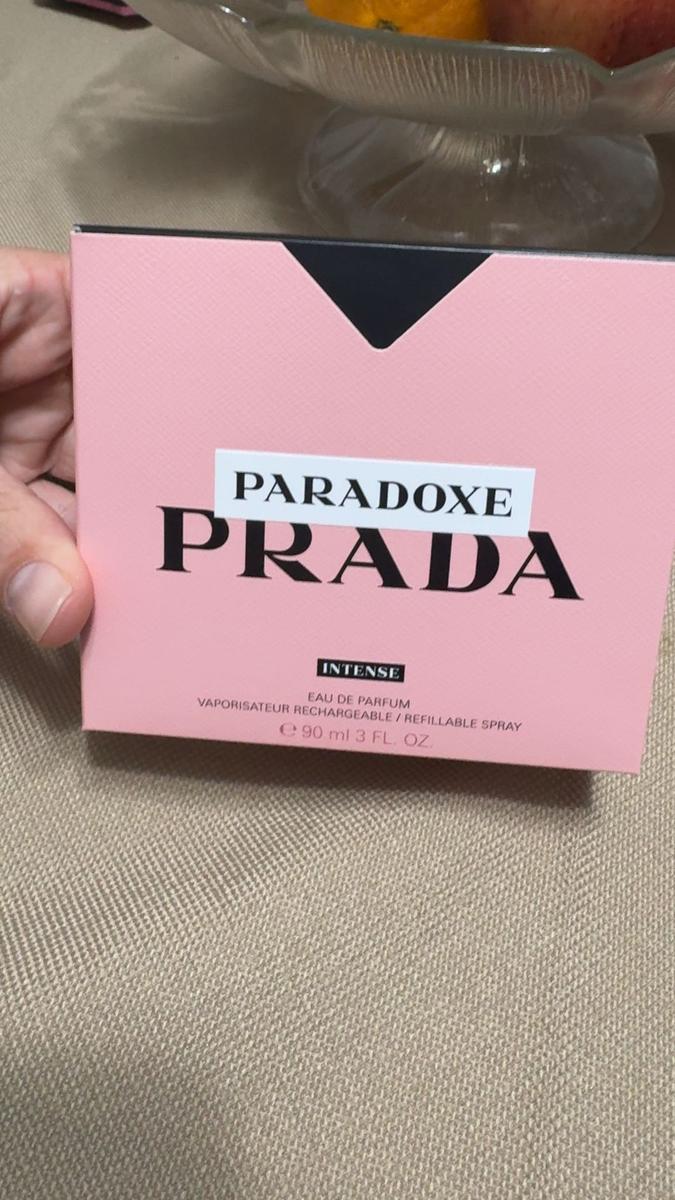 PARADOXE
PRADA
INTENSE
EAU DE PARFUM
VAPORISATEUR RECHARGEABLE / REFILLABLE SPRAY
℮ 90 ml 3 FL. OZ.